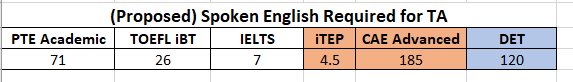 (Proposed) Spoken English Required for TA
PTE Academic TOEFL iBT IELTS iTEP CAE Advanced DET
71 26 7 4.5 185 120